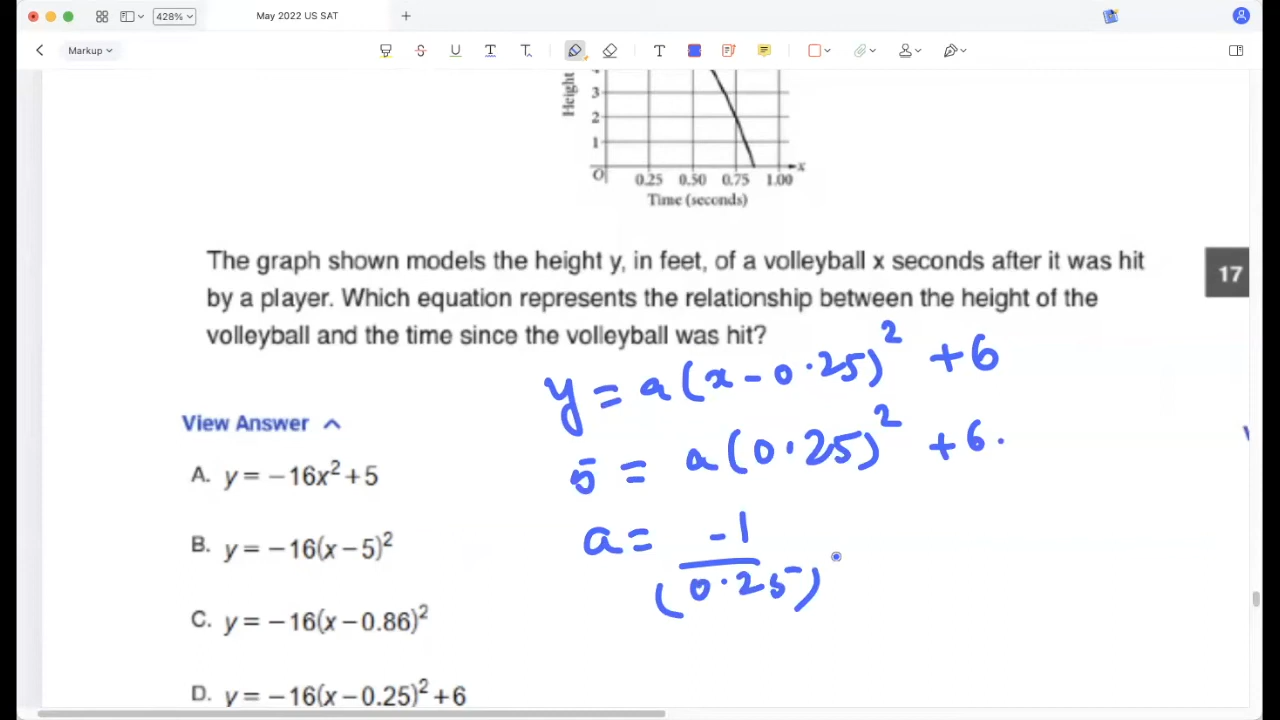 May 2022 US SAT
428%
Markup
Height
3
2
1
O
0.25 0.50 0.75 1.00
x
Time (seconds)
The graph shown models the height y, in feet, of a volleyball x seconds after it was hit
by a player. Which equation represents the relationship between the height of the
volleyball and the time since the volleyball was hit?
17
y = a(x - 0.25)² + 6
View Answer
5 = a(0.25)² + 6.
A. y = −16x² + 5
a = -1/(0.25)
B. y = −16(x − 5)²
C. y = −16(x − 0.86)²
D. y = −16(x − 0.25)² + 6